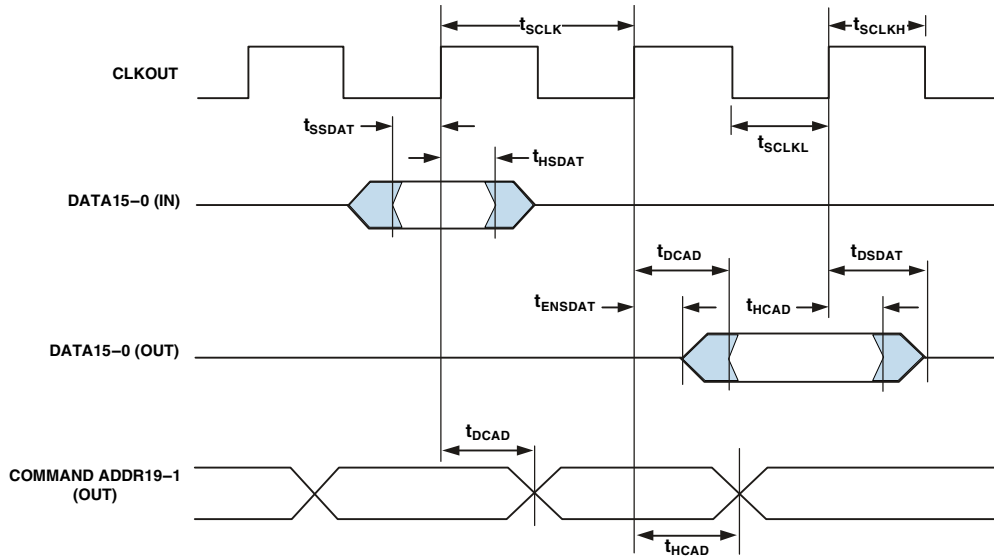 tSCLK
tSCLKH
CLKOUT
tSSDAT
tSCLKL
tHSDAT
DATA15–0 (IN)
tDCAD
tDSDAT
tENSDAT
tHCAD
DATA15–0 (OUT)
tDCAD
COMMAND ADDR19–1
(OUT)
tHCAD